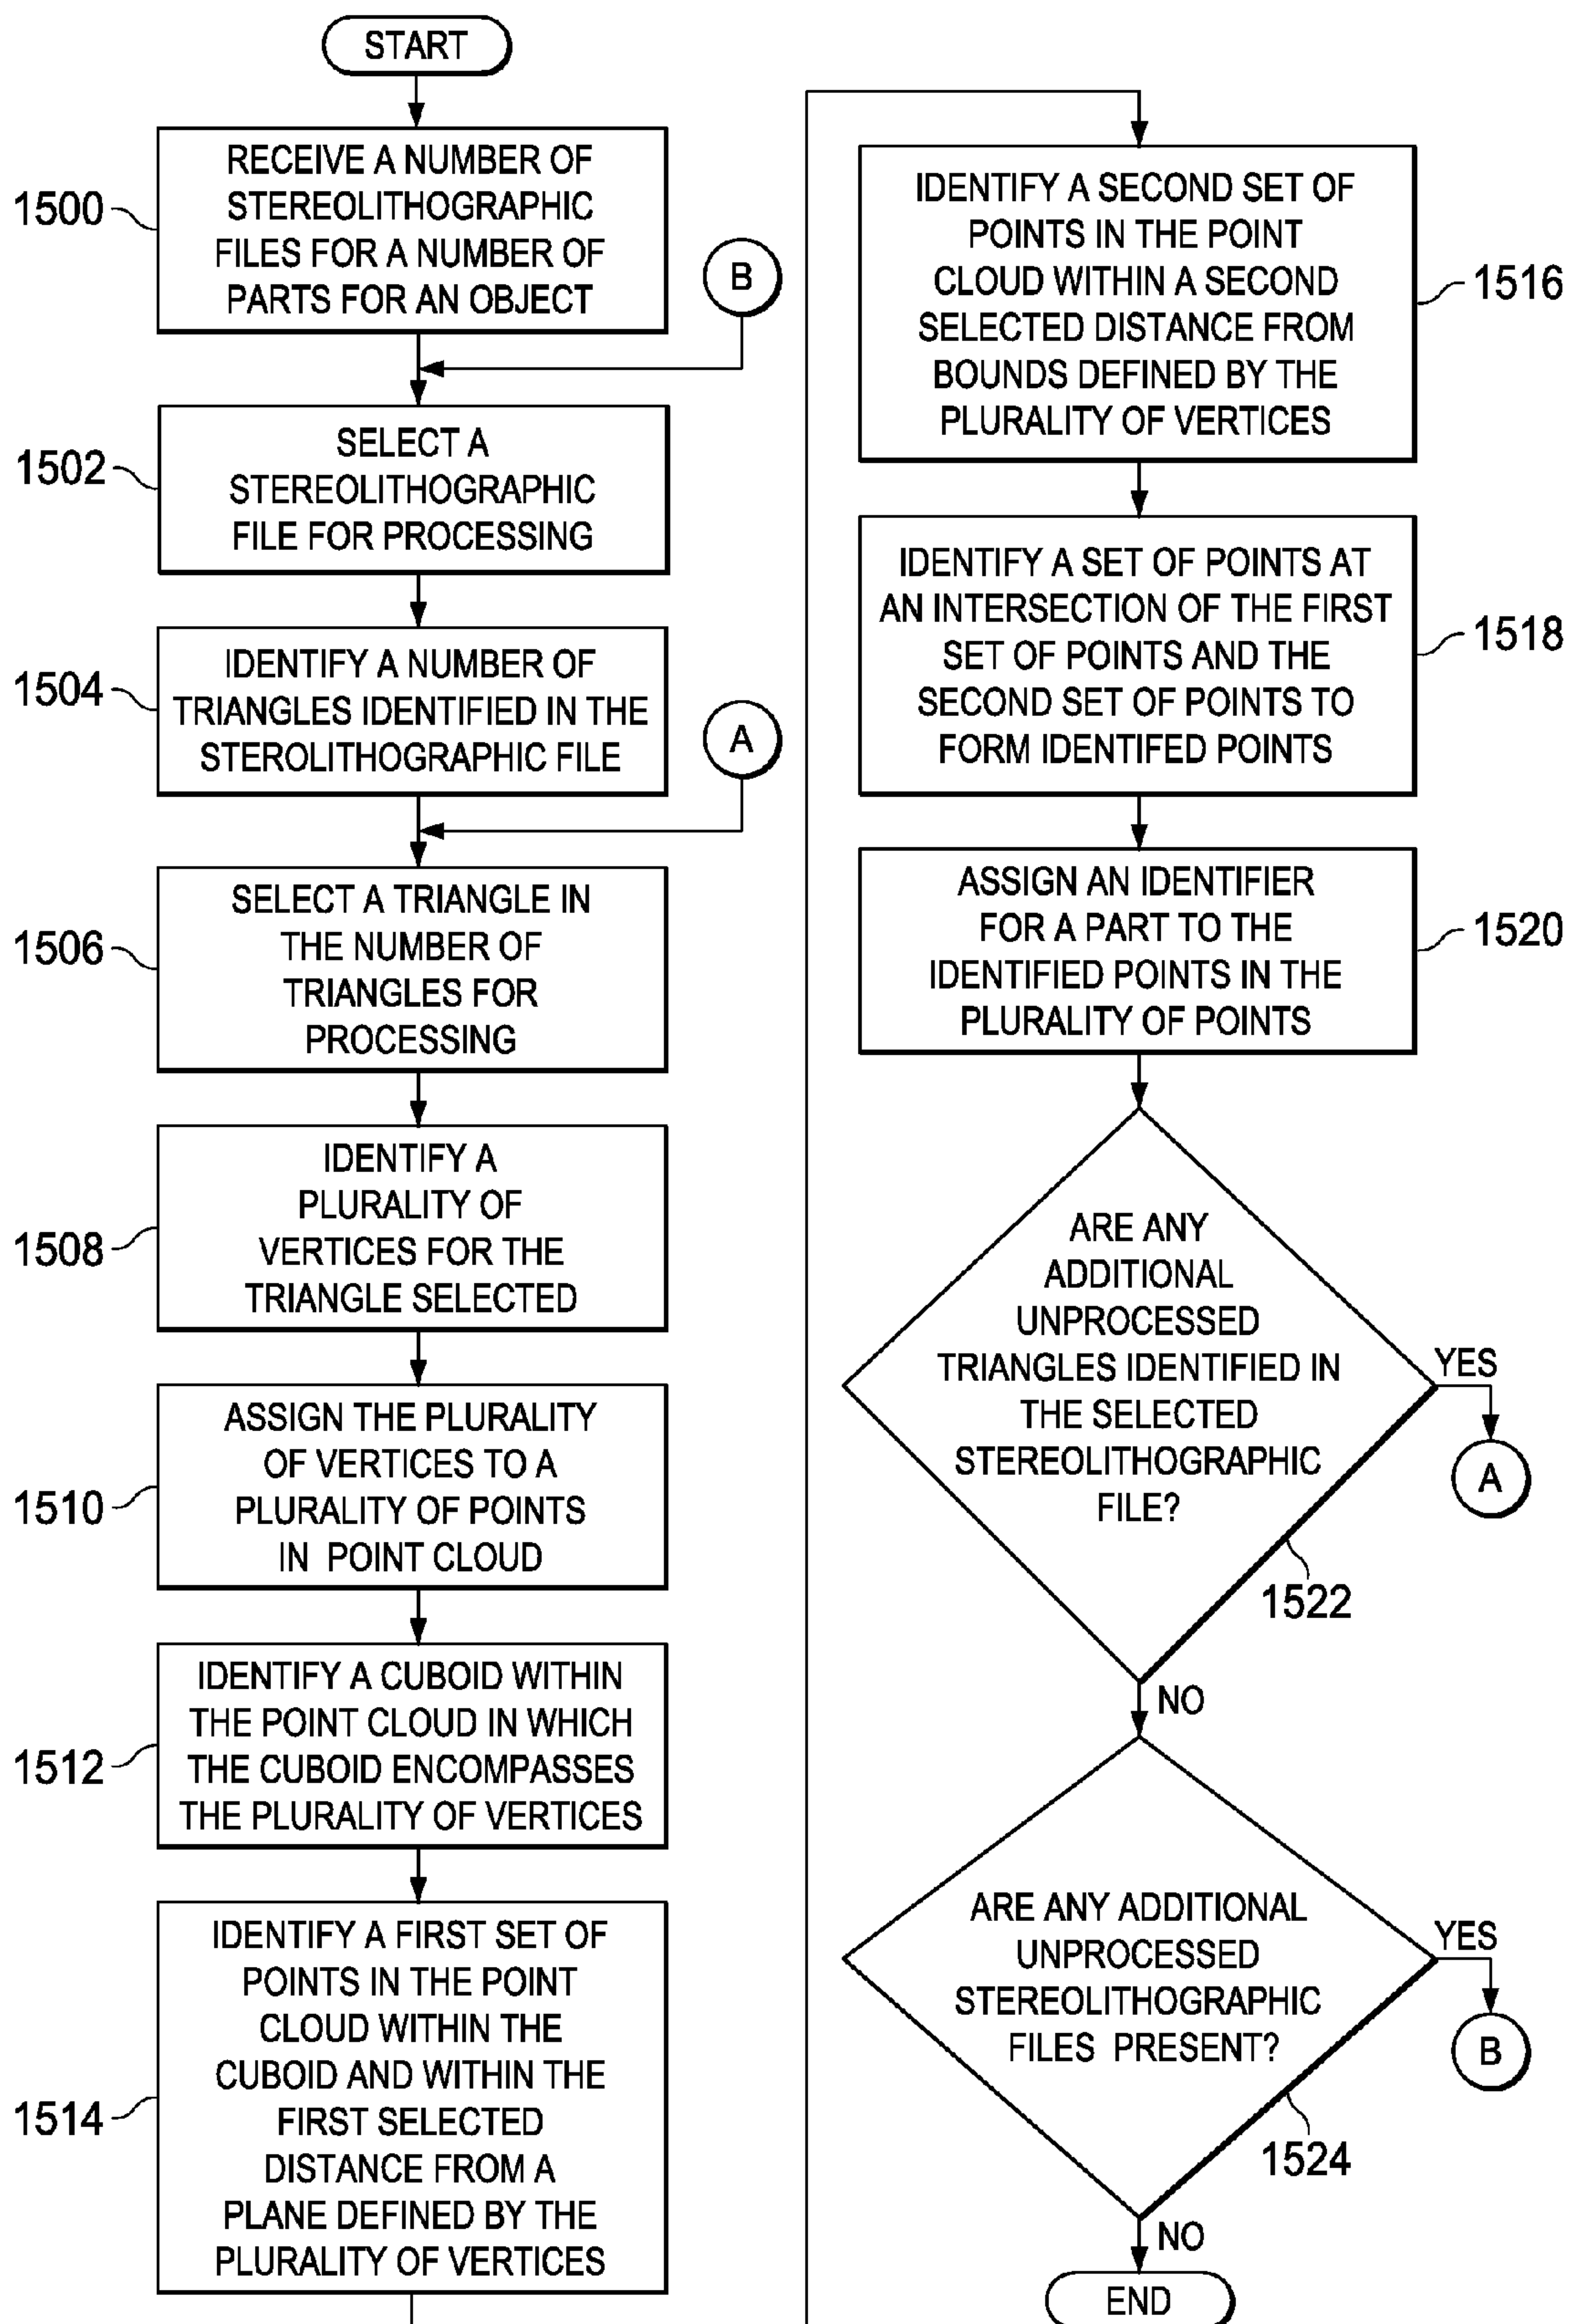 START
RECEIVE A NUMBER OF
STEREOLITHOGRAPHIC
FILES FOR A NUMBER OF
PARTS FOR AN OBJECT
1500
B
SELECT A
STEREOLITHOGRAPHIC
FILE FOR PROCESSING
1502
IDENTIFY A NUMBER OF
TRIANGLES IDENTIFIED IN THE
STEROLITHOGRAPHIC FILE
1504
A
SELECT A TRIANGLE IN
THE NUMBER OF
TRIANGLES FOR
PROCESSING
1506
IDENTIFY A
PLURALITY OF
VERTICES FOR THE
TRIANGLE SELECTED
1508
ASSIGN THE PLURALITY
OF VERTICES TO A
PLURALITY OF POINTS
IN POINT CLOUD
1510
IDENTIFY A CUBOID WITHIN
THE POINT CLOUD IN WHICH
THE CUBOID ENCOMPASSES
THE PLURALITY OF VERTICES
1512
IDENTIFY A FIRST SET OF
POINTS IN THE POINT
CLOUD WITHIN THE
CUBOID AND WITHIN THE
FIRST SELECTED
DISTANCE FROM A
PLANE DEFINED BY THE
PLURALITY OF VERTICES
1514
IDENTIFY A SECOND SET OF
POINTS IN THE POINT
CLOUD WITHIN A SECOND
SELECTED DISTANCE FROM
BOUNDS DEFINED BY THE
PLURALITY OF VERTICES
1516
IDENTIFY A SET OF POINTS AT
AN INTERSECTION OF THE FIRST
SET OF POINTS AND THE
SECOND SET OF POINTS TO
FORM IDENTIFED POINTS
1518
ASSIGN AN IDENTIFIER
FOR A PART TO THE
IDENTIFIED POINTS IN THE
PLURALITY OF POINTS
1520
ARE ANY
ADDITIONAL
UNPROCESSED
TRIANGLES IDENTIFIED IN
THE SELECTED
STEREOLITHOGRAPHIC
FILE?
YES
A
1522
NO
ARE ANY ADDITIONAL
UNPROCESSED
STEREOLITHOGRAPHIC
FILES PRESENT?
YES
B
1524
NO
END